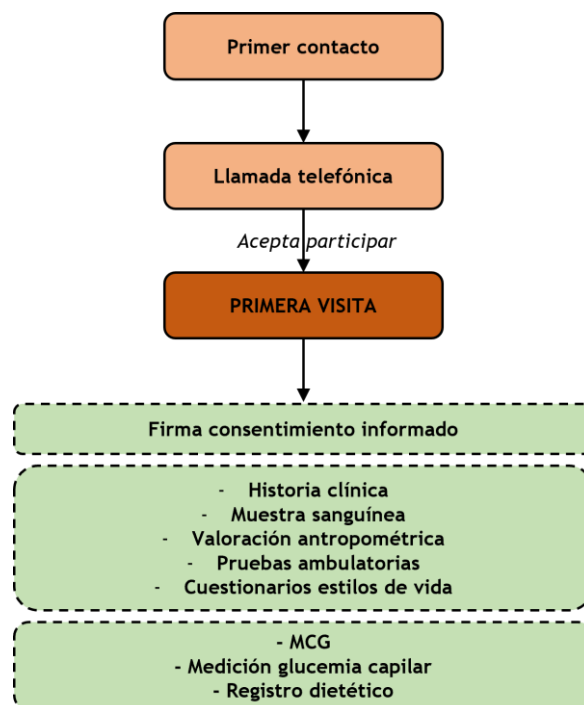 Primer contacto
Llamada telefónica
Acepta participar
PRIMERA VISITA
Firma consentimiento informado
- Historia clínica
- Muestra sanguínea
- Valoración antropométrica
- Pruebas ambulatorias
- Cuestionarios estilos de vida
- MCG
- Medición glucemia capilar
- Registro dietético